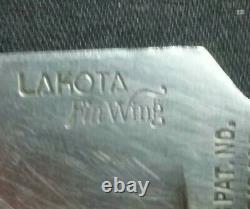 LAKOTA
Fin Wing
PAT. NO.